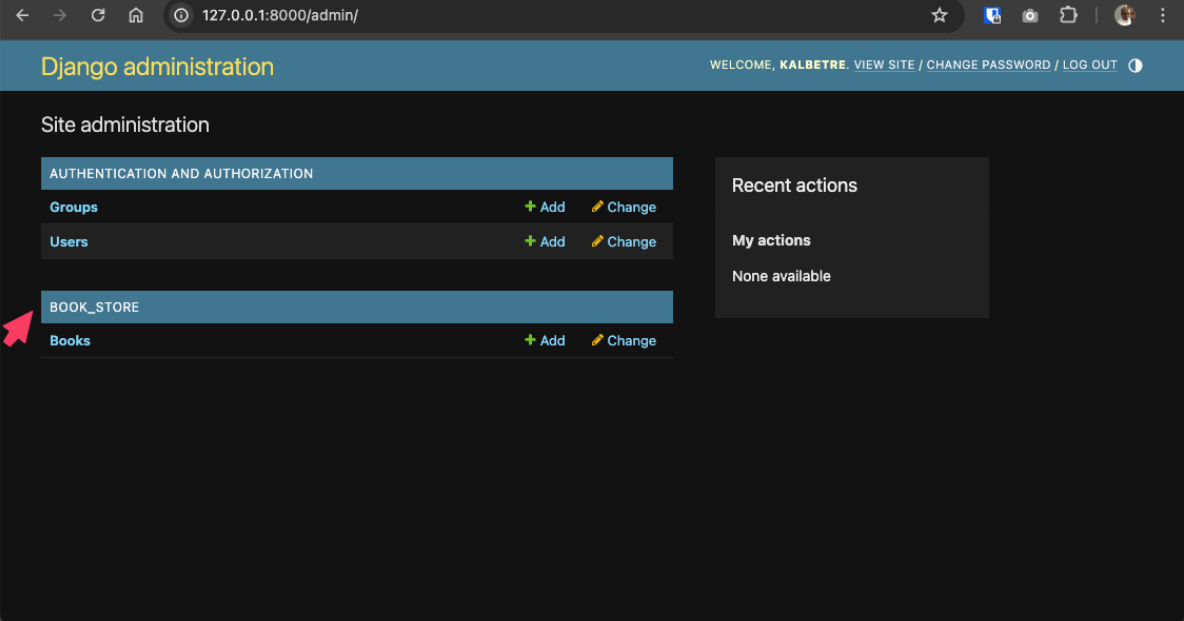 127.0.0.1:8000/admin/
Django administration
WELCOME, KALBETRE. VIEW SITE / CHANGE PASSWORD / LOG OUT
Site administration
AUTHENTICATION AND AUTHORIZATION
Groups Add Change
Users Add Change
BOOK_STORE
Books Add Change
Recent actions
My actions
None available